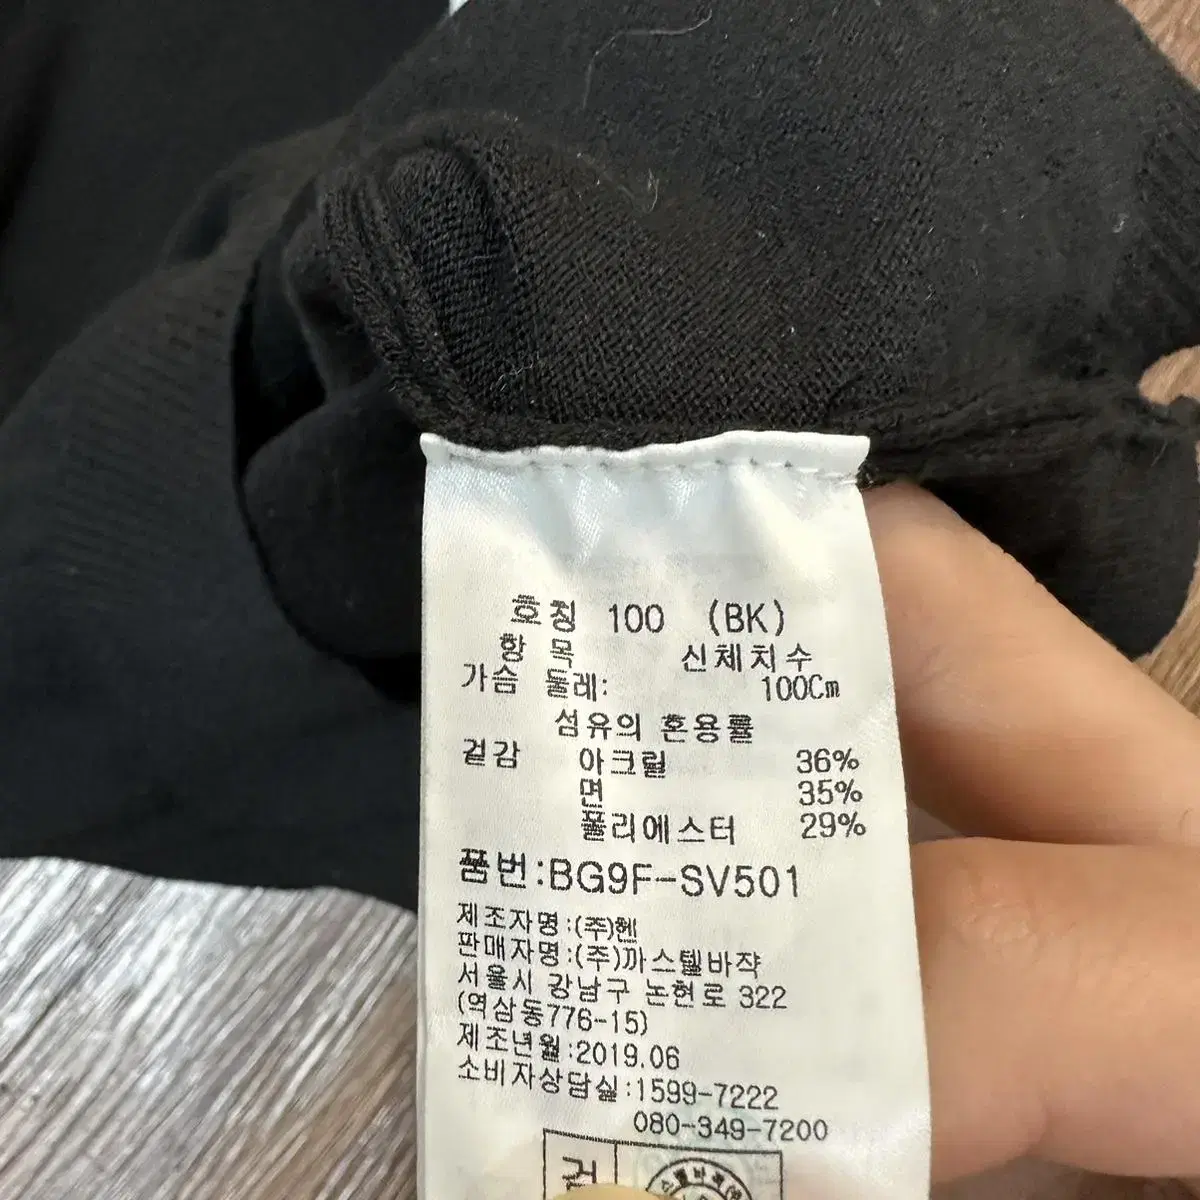 호칭 100 (BK)
항 목 신체치수
가슴 둘레: 100Cm
섬유의 혼용률
겉감 아크릴 36%
면 35%
폴리에스터 29%
품번:BG9F-SV501
제조자명:(주)헨
판매자명:(주)까스텔바작
서울시 강남구 논현로 322
(역삼동776-15)
제조년월:2019.06
소비자상담실:1599-7222
080-349-7200